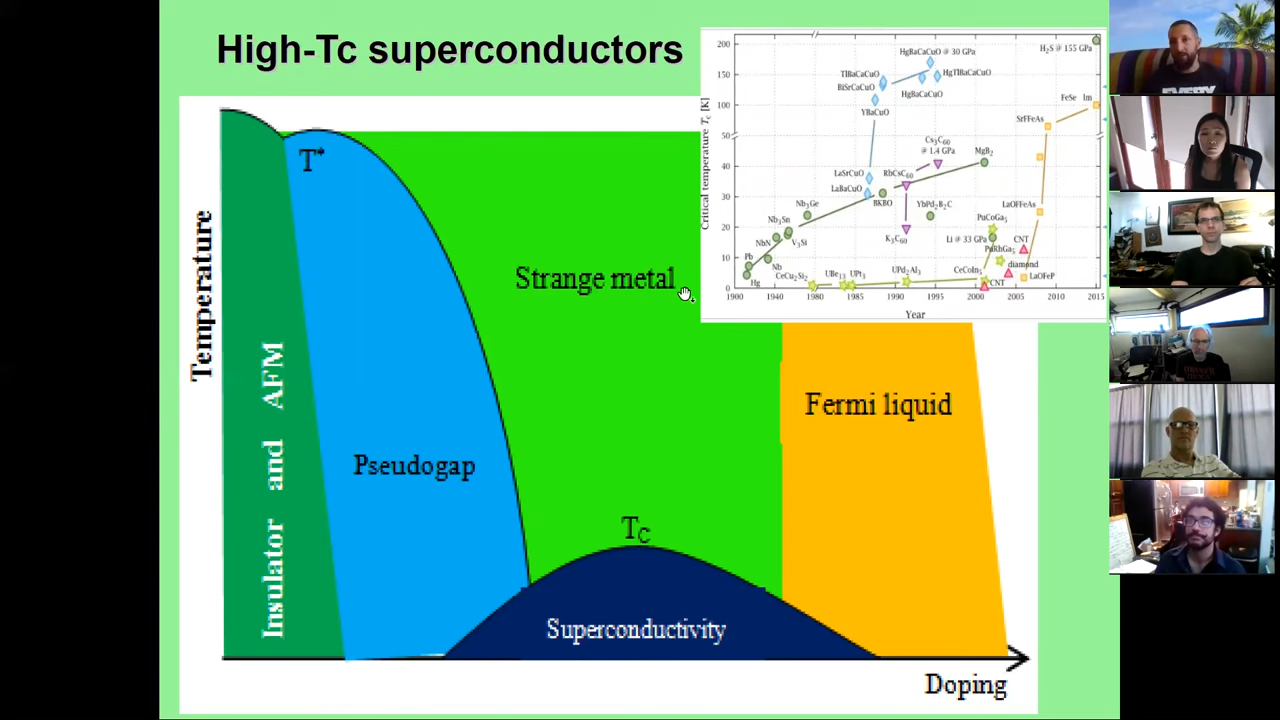 High-Tc superconductors
T*
Temperature
Insulator and AFM
Pseudogap
Strange metal
Fermi liquid
TC
Superconductivity
Doping
Critical temperature Tc [K]
200
150
100
50
40
30
20
10
0
1900
1940
1980
1985
1990
1995
2000
2005
2010
2015
Year
HgBaCaCuO @ 30 GPa
H2S @ 155 GPa
TlBaCaCuO
HgTlBaCaCuO
BiSrCaCuO
HgBaCaCuO
FeSe
YBaCuO
SrFFeAs
Cs3C60
@ 1.4 GPa
MgB2
LaSrCuO
RbCsC60
LaBaCuO
BKBO
YbPd2B2C
LaOFFeAs
Nb3Ge
Nb3Sn
PuCoGa5
K3C60
Li @ 33 GPa
CNT
NbN
V3Si
PuRhGa5
Pb
Nb
diamond
CeCu2Si2
UBe13
UPt3
UPd2Al3
CeCoIn5
LaOFeP
Hg
CNT